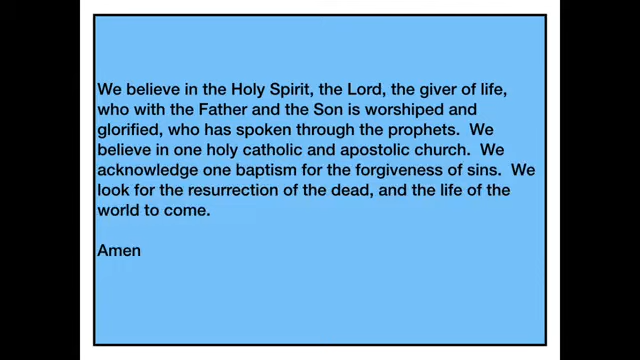 We believe in the Holy Spirit, the Lord, the giver of life,
who with the Father and the Son is worshiped and
glorified, who has spoken through the prophets.  We
believe in one holy catholic and apostolic church.  We
acknowledge one baptism for the forgiveness of sins.  We
look for the resurrection of the dead, and the life of the
world to come.
Amen